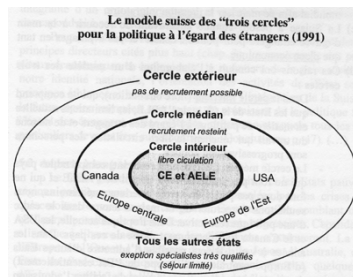 Le modèle suisse des "trois cercles"
pour la politique à l'égard des étrangers (1991)
Cercle extérieur
pas de recrutement possible
Cercle médian
recrutement resteint
Cercle intérieur
libre circulation
Canada
CE et AELE
USA
Europe centrale
Europe de l'Est
Tous les autres états
exeption spécialistes très qualifiés
(séjour limité)